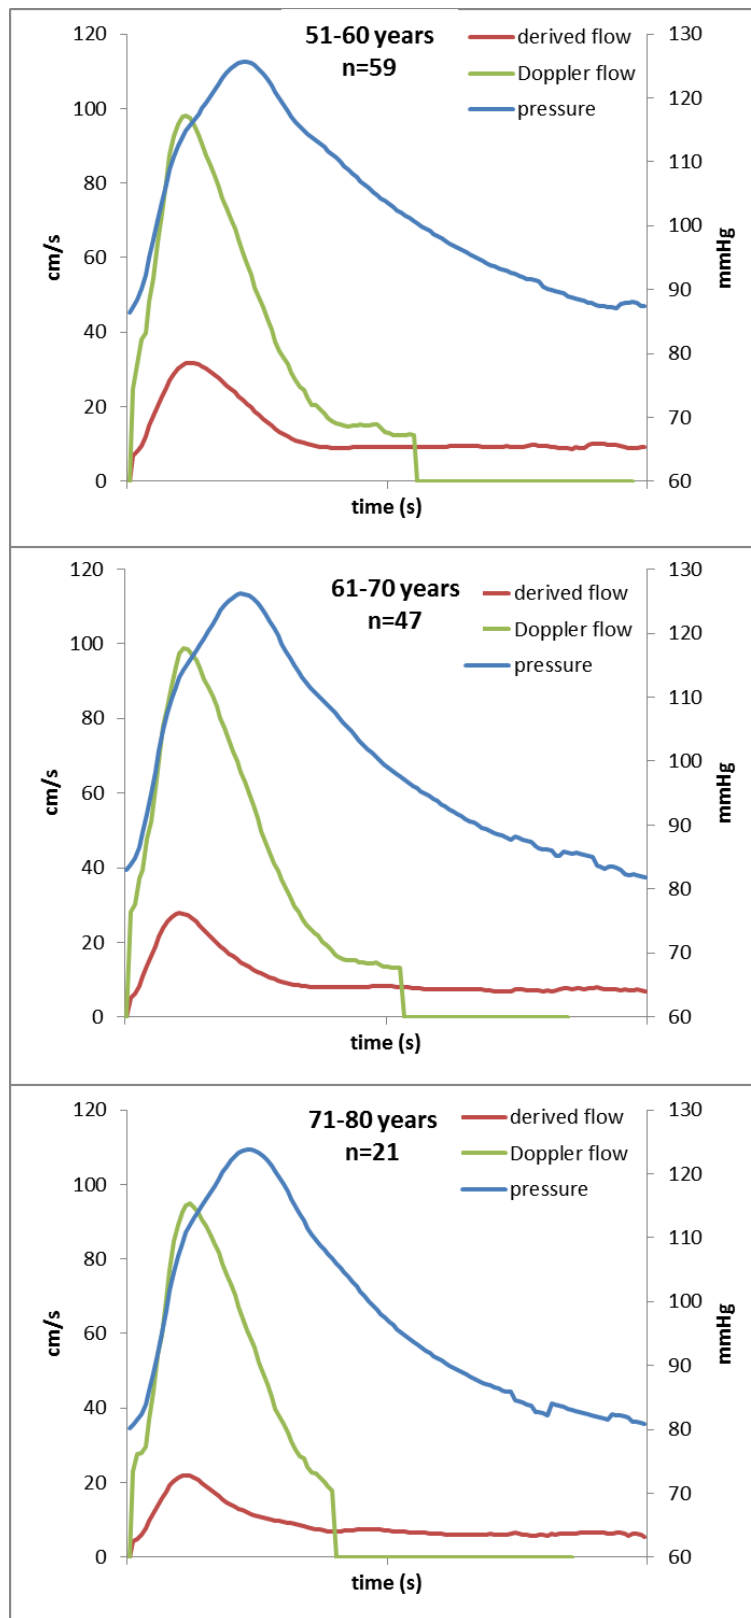 51-60 years
n=59
derived flow
Doppler flow
pressure
120
100
80
60
40
20
0
cm/s
130
120
110
100
90
80
70
60
mmHg
time (s)
61-70 years
n=47
derived flow
Doppler flow
pressure
120
100
80
60
40
20
0
cm/s
130
120
110
100
90
80
70
60
mmHg
time (s)
71-80 years
n=21
derived flow
Doppler flow
pressure
120
100
80
60
40
20
0
cm/s
130
120
110
100
90
80
70
60
mmHg
time (s)